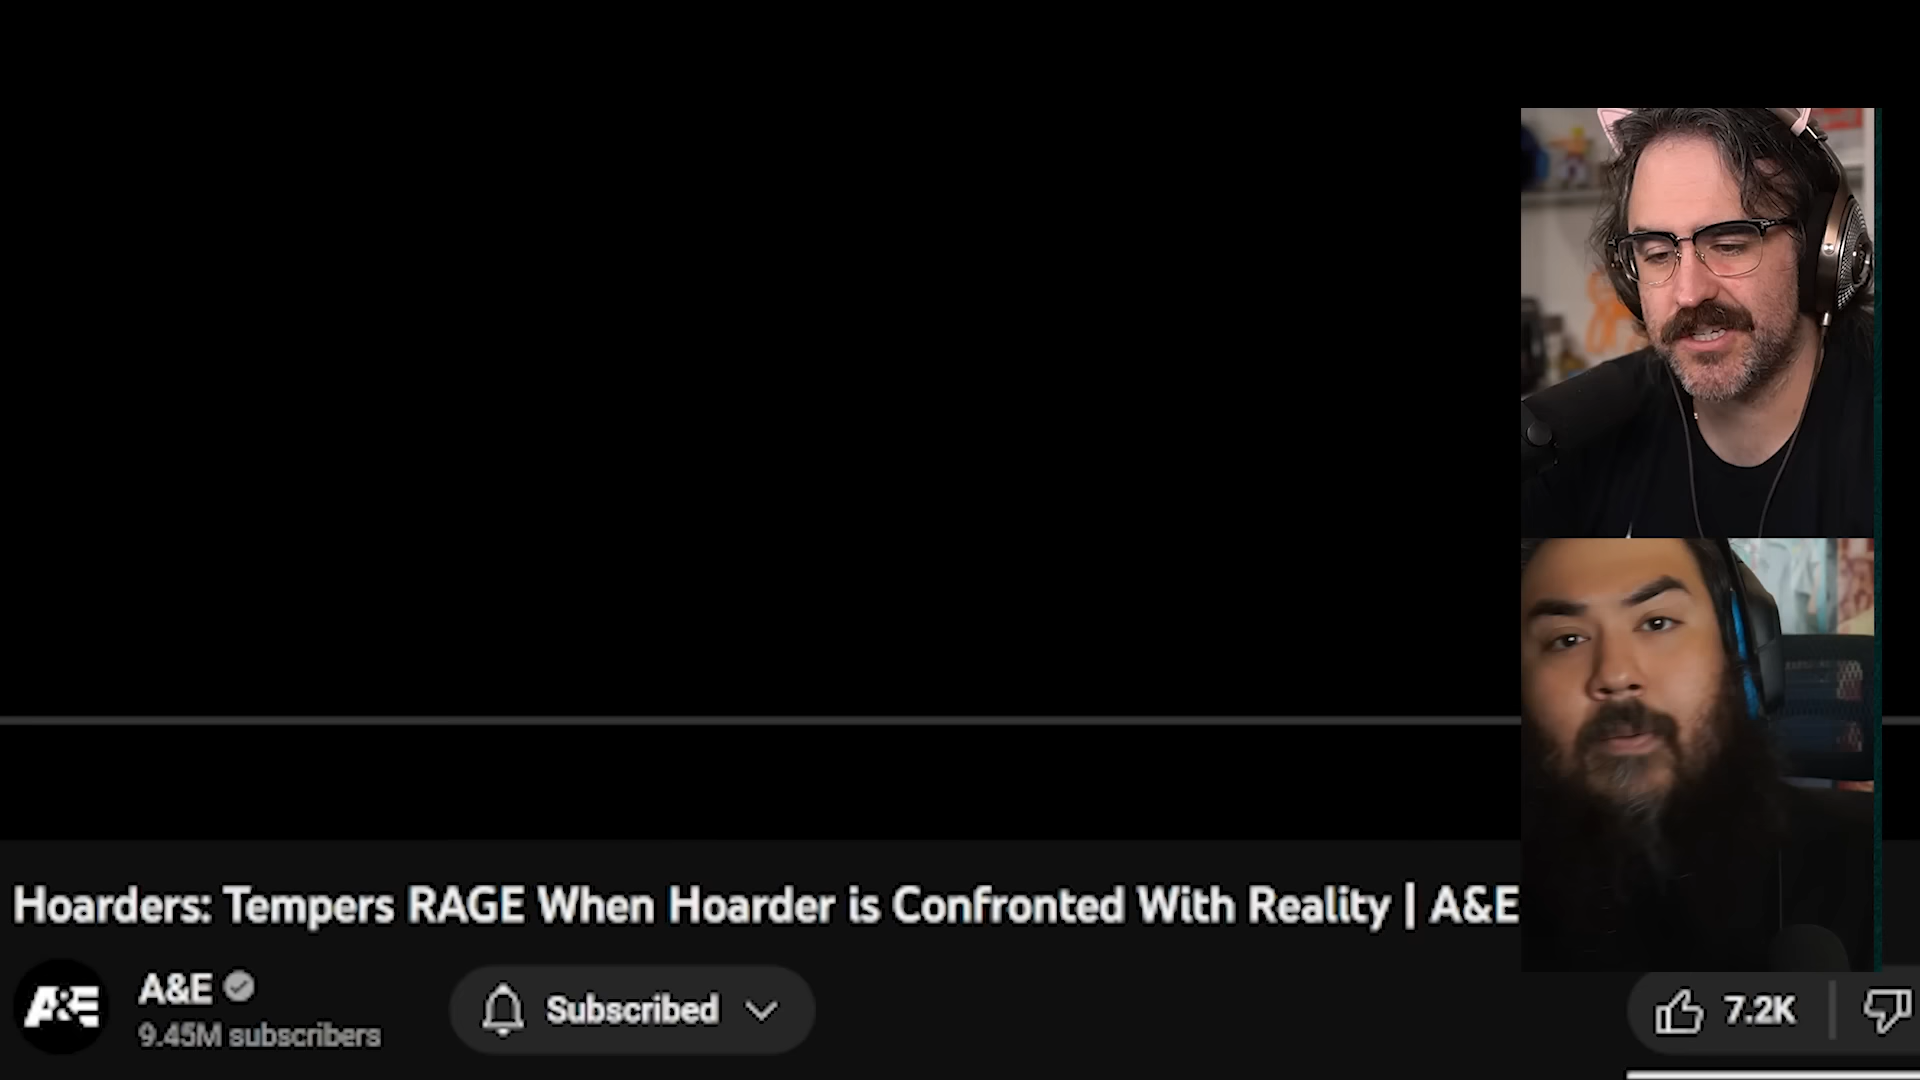 Hoarders: Tempers RAGE When Hoarder is Confronted With Reality | A&E
A&E
A&E
Subscribed
9.45M subscribers
7.2K